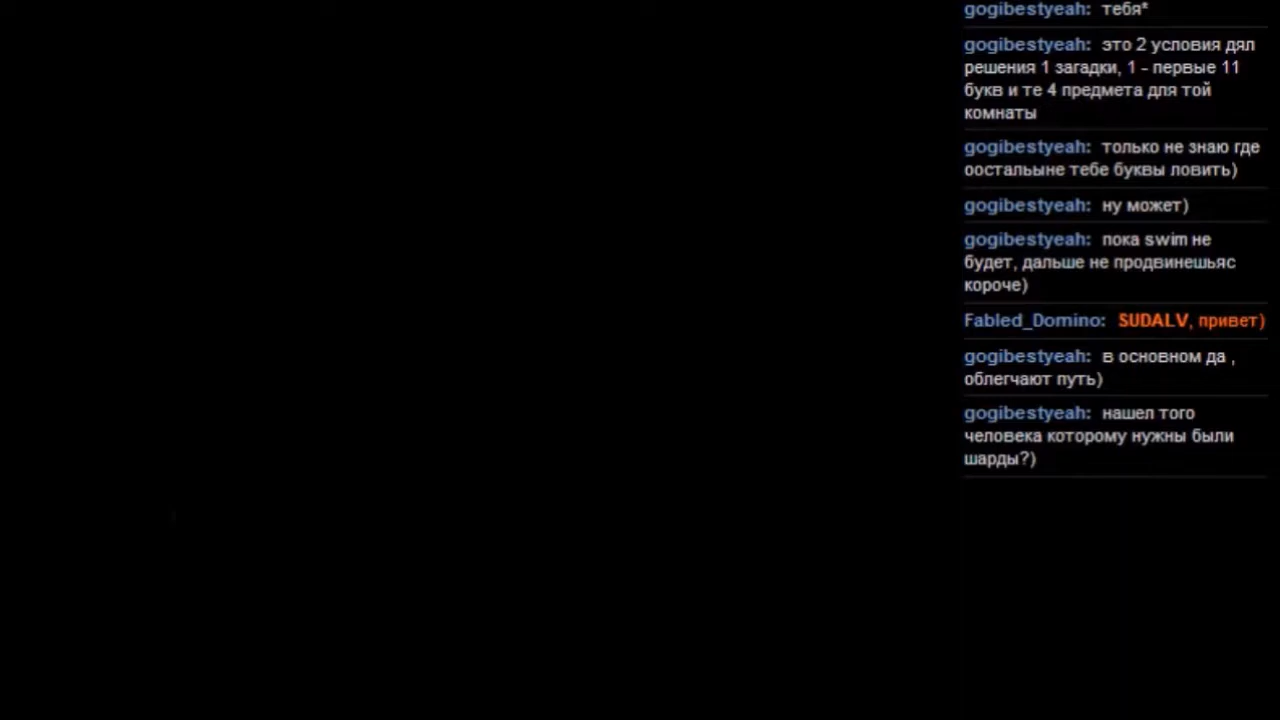 gogibestyeah: тебя*
gogibestyeah: это 2 условия дял
решения 1 загадки, 1 - первые 11
букв и те 4 предмета для той
комнаты
gogibestyeah: только не знаю где
оостальыне тебе буквы ловить)
gogibestyeah: ну может)
gogibestyeah: пока swim не
будет, дальше не продвинешьяс
короче)
Fabled_Domino: SUDALV, привет)
gogibestyeah: в основном да ,
облегчают путь)
gogibestyeah: нашел того
человека которому нужны были
шарды?)